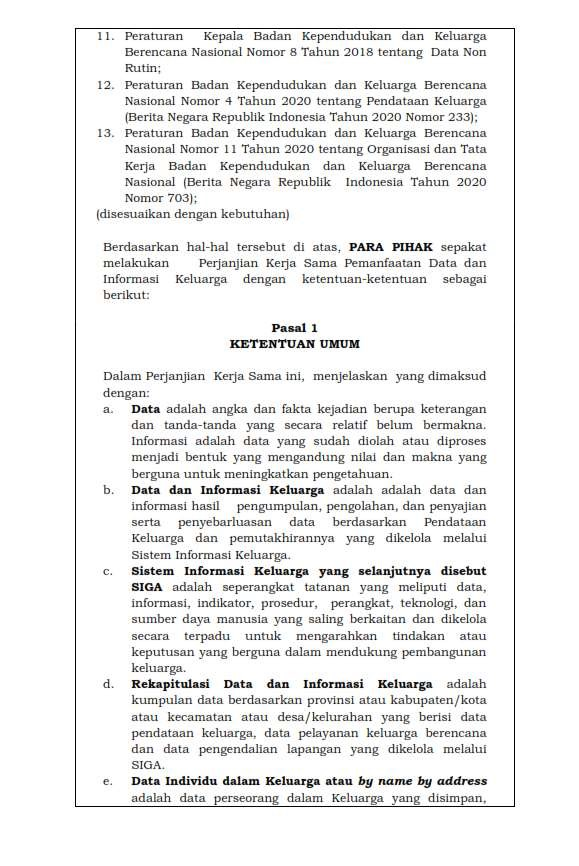 11. Peraturan Kepala Badan Kependudukan dan Keluarga
Berencana Nasional Nomor 8 Tahun 2018 tentang Data Non
Rutin;
12. Peraturan Badan Kependudukan dan Keluarga Berencana
Nasional Nomor 4 Tahun 2020 tentang Pendataan Keluarga
(Berita Negara Republik Indonesia Tahun 2020 Nomor 233);
13. Peraturan Badan Kependudukan dan Keluarga Berencana
Nasional Nomor 11 Tahun 2020 tentang Organisasi dan Tata
Kerja Badan Kependudukan dan Keluarga Berencana
Nasional (Berita Negara Republik Indonesia Tahun 2020
Nomor 703);
(disesuaikan dengan kebutuhan)
Berdasarkan hal-hal tersebut di atas, PARA PIHAK sepakat
melakukan Perjanjian Kerja Sama Pemanfaatan Data dan
Informasi Keluarga dengan ketentuan-ketentuan sebagai
berikut:
Pasal 1
KETENTUAN UMUM
Dalam Perjanjian Kerja Sama ini, menjelaskan yang dimaksud
dengan:
a. Data adalah angka dan fakta kejadian berupa keterangan
dan tanda-tanda yang secara relatif belum bermakna.
Informasi adalah data yang sudah diolah atau diproses
menjadi bentuk yang mengandung nilai dan makna yang
berguna untuk meningkatkan pengetahuan.
b. Data dan Informasi Keluarga adalah adalah data dan
informasi hasil pengumpulan, pengolahan, dan penyajian
serta penyebarluasan data berdasarkan Pendataan
Keluarga dan pemutakhirannya yang dikelola melalui
Sistem Informasi Keluarga.
c. Sistem Informasi Keluarga yang selanjutnya disebut
SIGA adalah seperangkat tatanan yang meliputi data,
informasi, indikator, prosedur, perangkat, teknologi, dan
sumber daya manusia yang saling berkaitan dan dikelola
secara terpadu untuk mengarahkan tindakan atau
keputusan yang berguna dalam mendukung pembangunan
keluarga.
d. Rekapitulasi Data dan Informasi Keluarga adalah
kumpulan data berdasarkan provinsi atau kabupaten/kota
atau kecamatan atau desa/kelurahan yang berisi data
pendataan keluarga, data pelayanan keluarga berencana
dan data pengendalian lapangan yang dikelola melalui
SIGA.
e. Data Individu dalam Keluarga atau by name by address
adalah data perseorang dalam Keluarga yang disimpan,